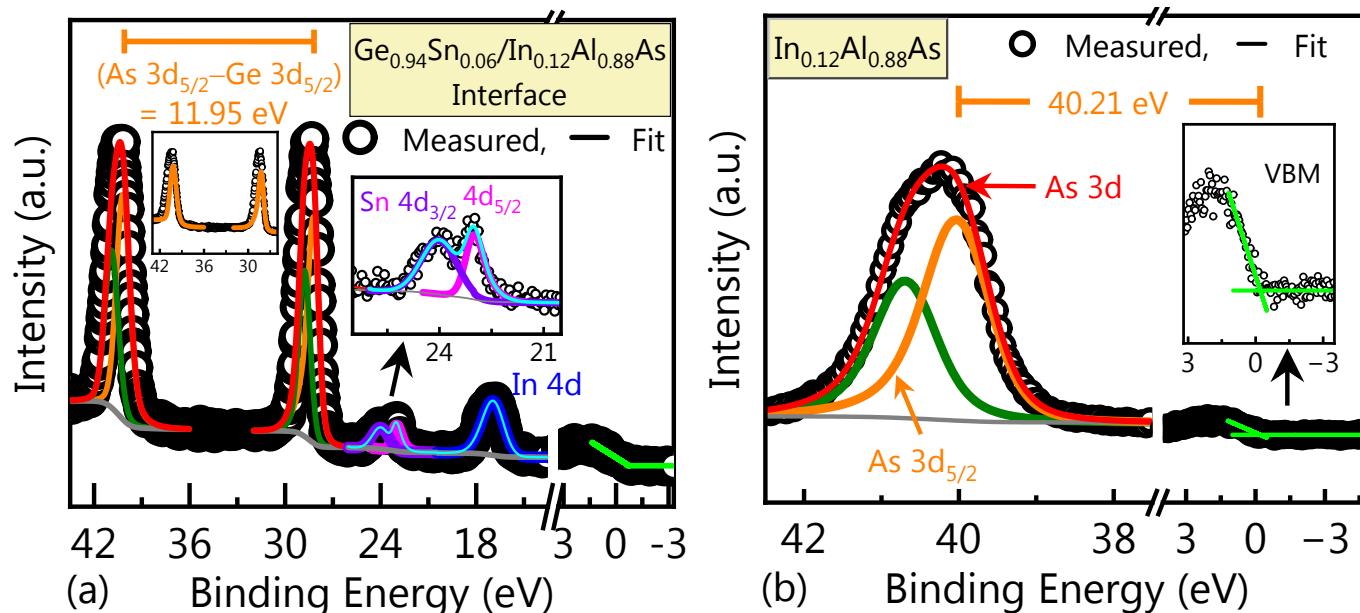 Ge0.94Sn0.06/In0.12Al0.88As
Interface
(As 3d5/2–Ge 3d5/2)
= 11.95 eV
Measured, Fit
42 36 30
Sn 4d3/2 4d5/2
24 21
In 4d
Intensity (a.u.)
42 36 30 24 18 3 0 -3
(a) Binding Energy (eV)
In0.12Al0.88As
Measured, Fit
40.21 eV
As 3d
VBM
3 0 −3
As 3d5/2
Intensity (a.u.)
42 40 38 3 0 −3
(b) Binding Energy (eV)